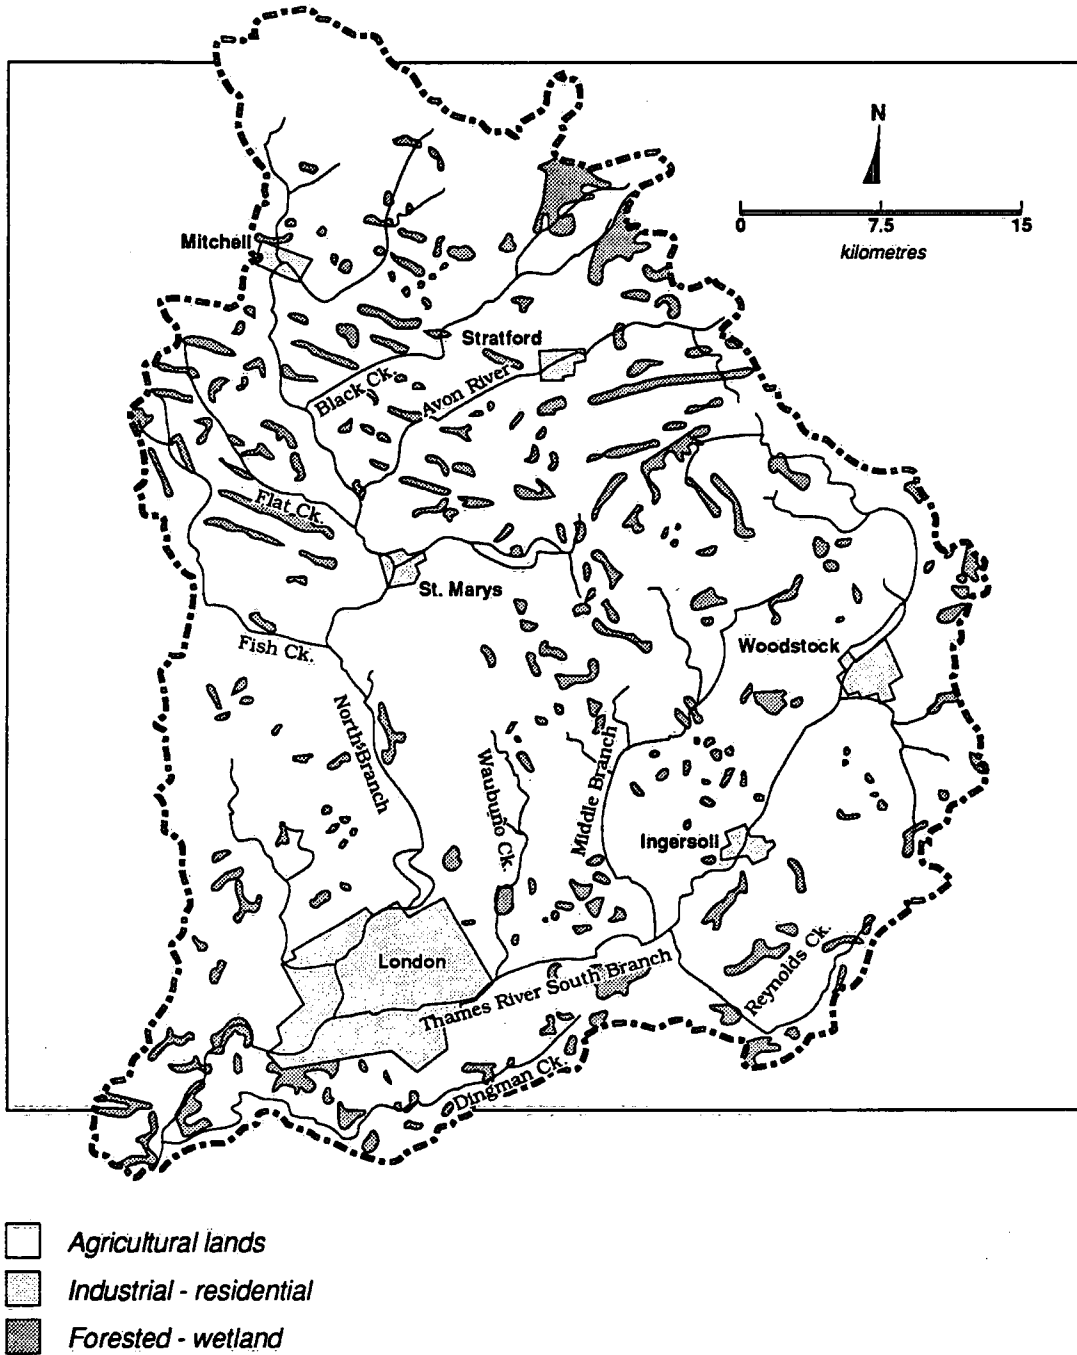 N
0 7.5 15
kilometres
Mitchell
Stratford
Black Ck.
Avon River
Flat Ck.
St. Marys
Fish Ck.
Woodstock
North Branch
Waubuno Ck.
Middle Branch
Ingersoll
London
Reynolds Ck.
Thames River South Branch
Dingman Ck.
Agricultural lands
Industrial - residential
Forested - wetland